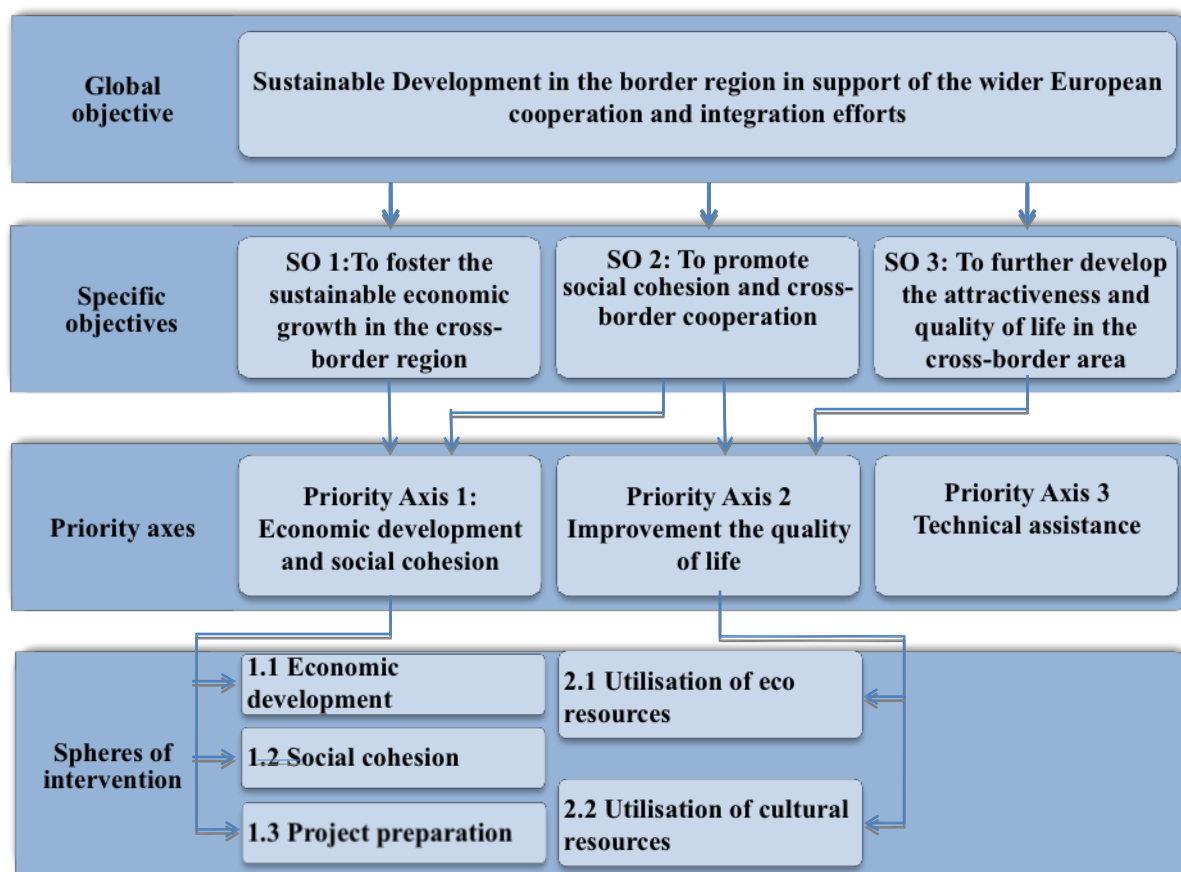 Global
objective
Sustainable Development in the border region in support of the wider European
cooperation and integration efforts
Specific
objectives
SO 1:To foster the
sustainable economic
growth in the cross-
border region
SO 2: To promote
social cohesion and cross-
border cooperation
SO 3: To further develop
the attractiveness and
quality of life in the
cross-border area
Priority axes
Priority Axis 1:
Economic development
and social cohesion
Priority Axis 2
Improvement the quality
of life
Priority Axis 3
Technical assistance
Spheres of
intervention
1.1 Economic
development
1.2 Social cohesion
1.3 Project preparation
2.1 Utilisation of eco
resources
2.2 Utilisation of cultural
resources